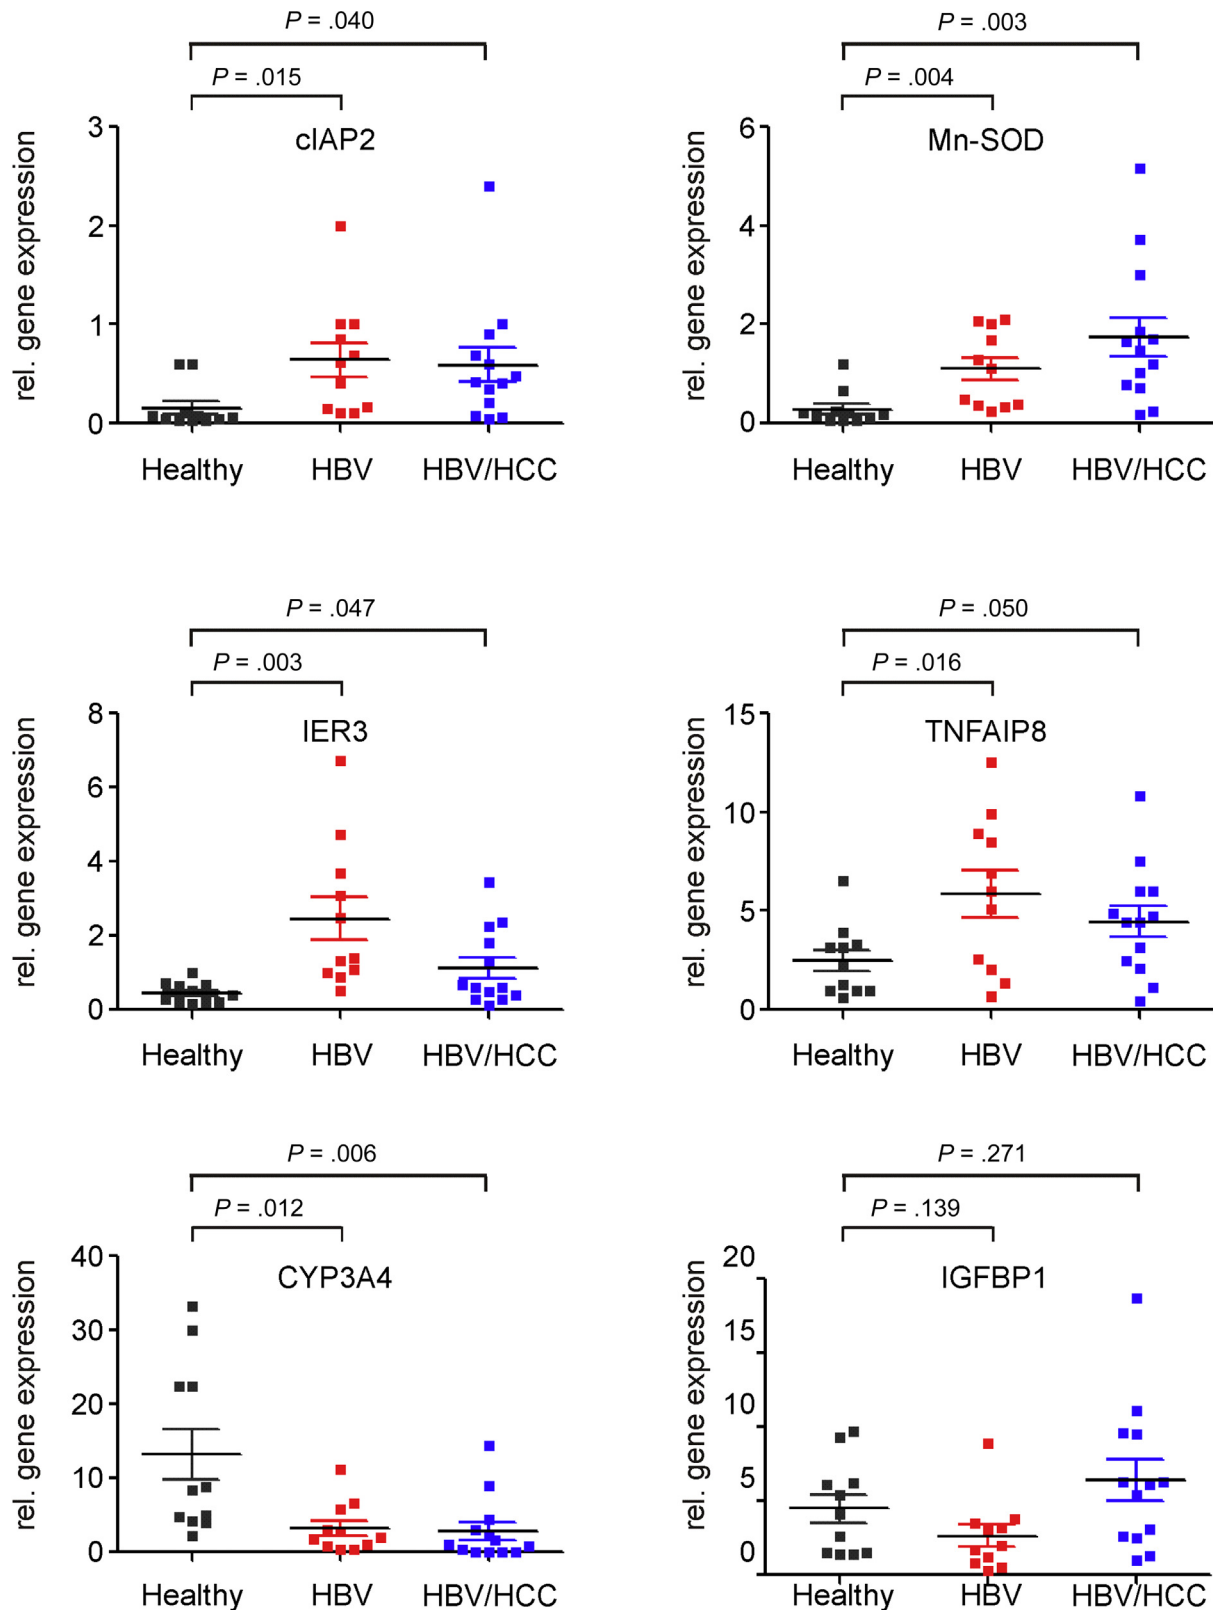 P = .040
P = .015
cIAP2
rel. gene expression
3
2
1
0
Healthy HBV HBV/HCC
P = .003
P = .004
Mn-SOD
rel. gene expression
6
4
2
0
Healthy HBV HBV/HCC
P = .047
P = .003
IER3
rel. gene expression
8
6
4
2
0
Healthy HBV HBV/HCC
P = .050
P = .016
TNFAIP8
rel. gene expression
15
10
5
0
Healthy HBV HBV/HCC
P = .006
P = .012
CYP3A4
rel. gene expression
40
30
20
10
0
Healthy HBV HBV/HCC
P = .271
P = .139
IGFBP1
rel. gene expression
20
15
10
5
0
Healthy HBV HBV/HCC